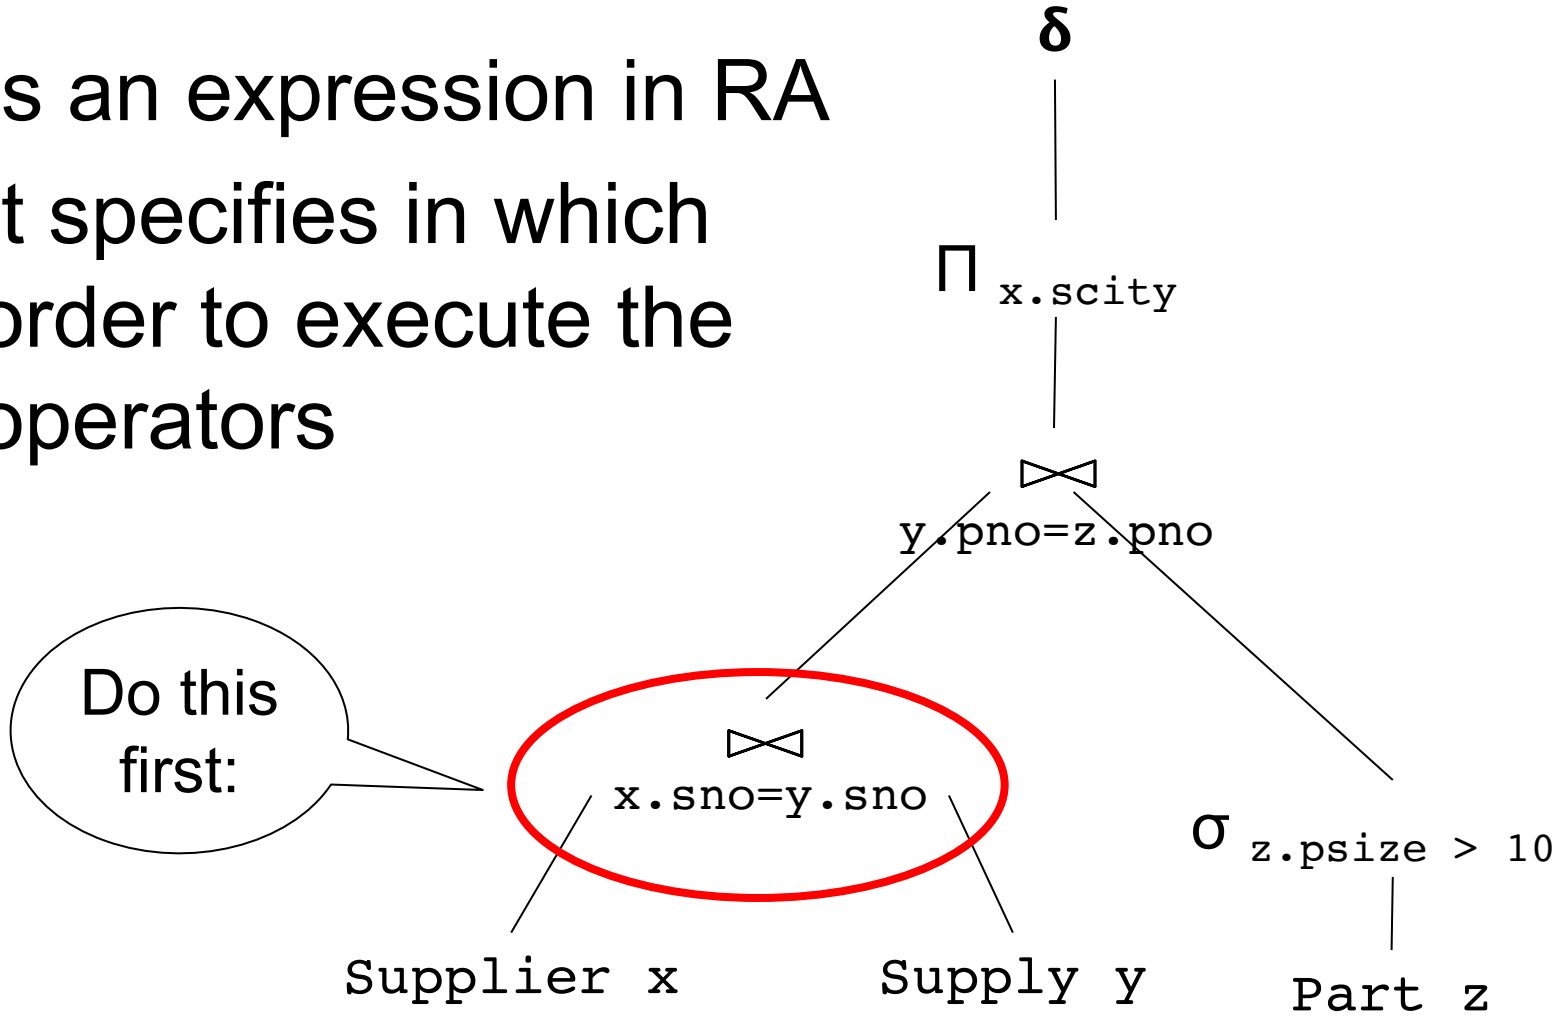 s an expression in RA
t specifies in which
order to execute the
operators
δ
Π x.scity
⋈
y.pno=z.pno
Do this
first:
⋈
x.sno=y.sno
σ z.psize > 10
Supplier x
Supply y
Part z